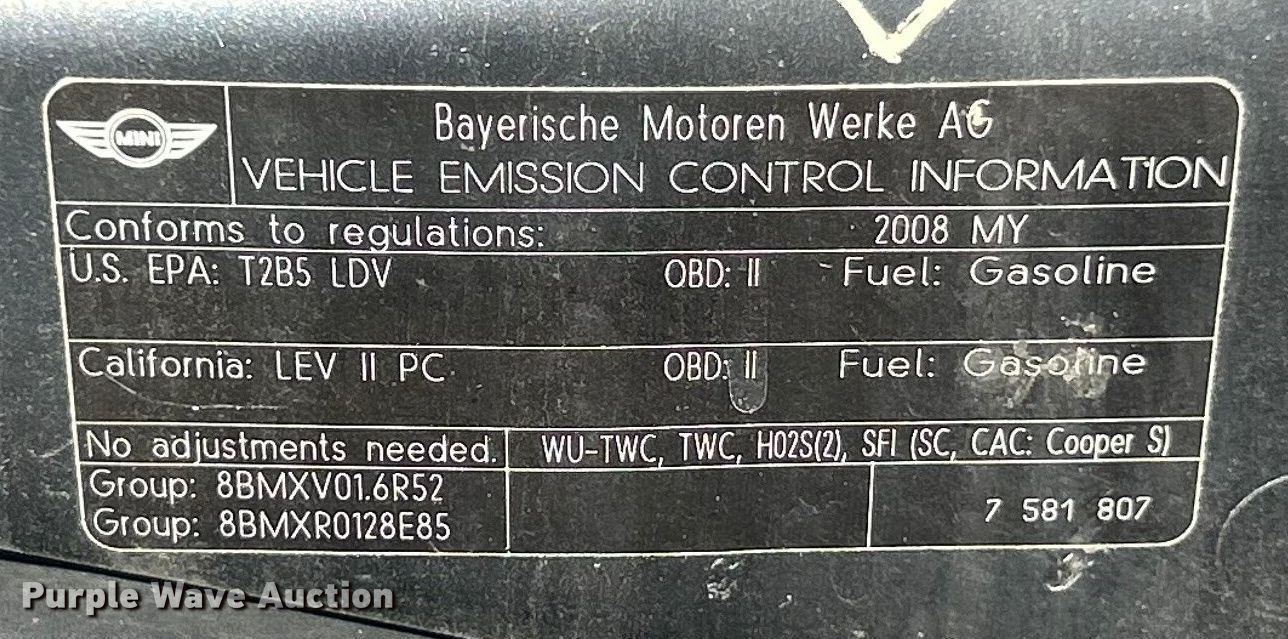 MINI
Bayerische Motoren Werke AG
VEHICLE EMISSION CONTROL INFORMATION
Conforms to regulations: 2008 MY
U.S. EPA: T2B5 LDV OBD: II Fuel: Gasoline
California: LEV II PC OBD: II Fuel: Gasoline
No adjustments needed. WU-TWC, TWC, HO2S(2), SFI (SC, CAC: Cooper S)
Group: 8BMXV01.6R52
Group: 8BMXR0128E85
7 581 807
Purple Wave Auction